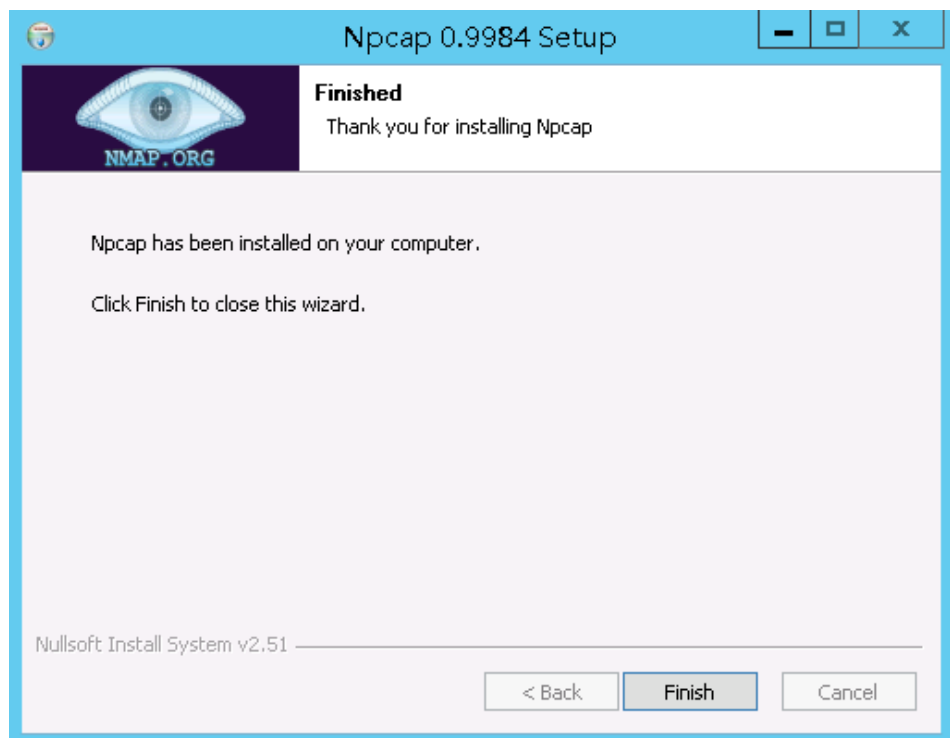 Npcap 0.9984 Setup
NMAP.ORG
Finished
Thank you for installing Npcap
Npcap has been installed on your computer.
Click Finish to close this wizard.
Nullsoft Install System v2.51
< Back
Finish
Cancel